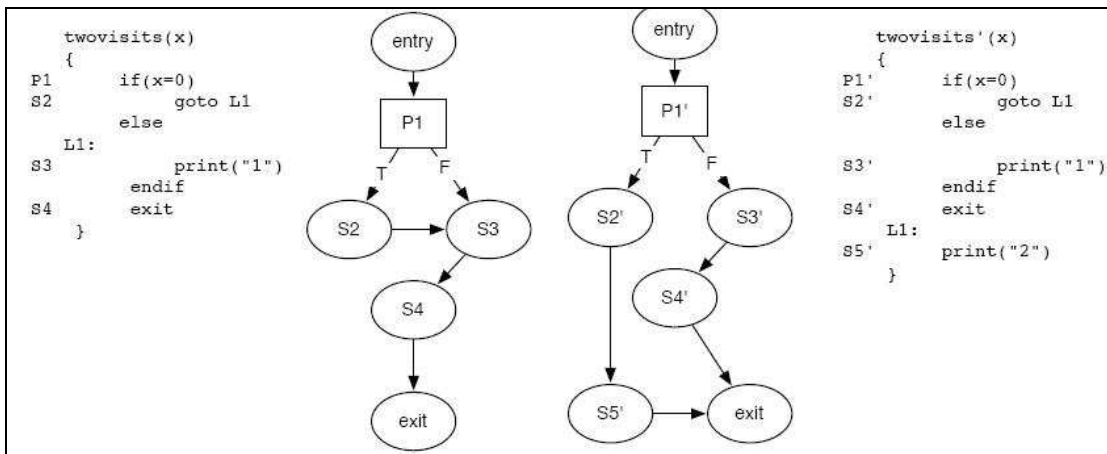 twovisits(x)
{
P1 if(x=0)
S2 goto L1
else
L1:
S3 print("1")
endif
S4 exit
}
entry
P1
T F
S2 S3
S4
exit
entry
P1'
T F
S2' S3'
S4'
S5' exit
twovisits'(x)
{
P1' if(x=0)
S2' goto L1
else
S3' print("1")
endif
S4' exit
L1:
S5' print("2")
}